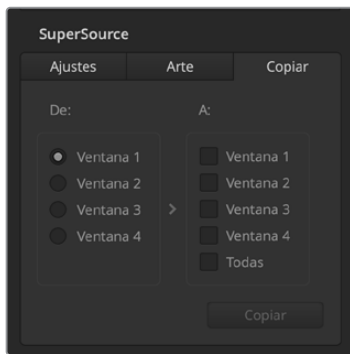 SuperSource
Ajustes Arte Copiar
De: A:
Ventana 1 Ventana 1
Ventana 2 Ventana 2
Ventana 3 > Ventana 3
Ventana 4 Ventana 4
Todas
Copiar